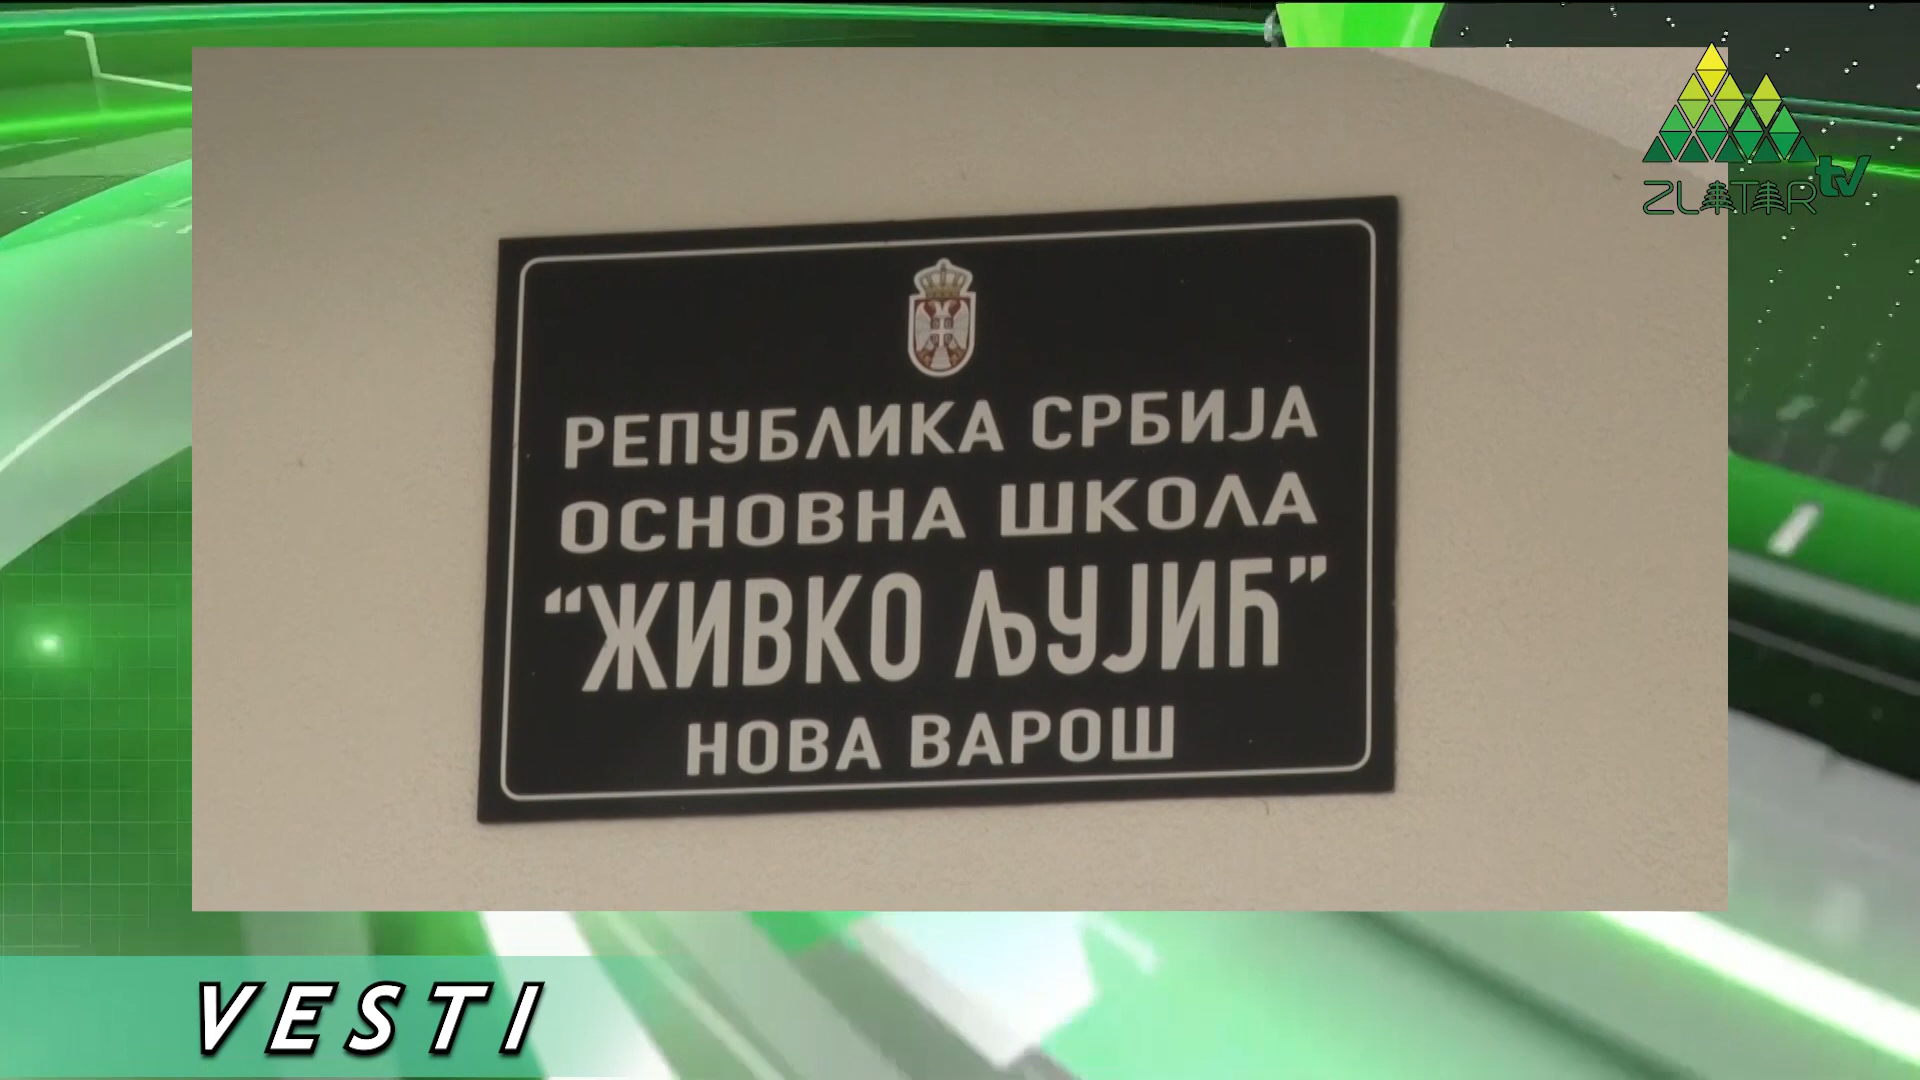 ZLATAR tv
РЕПУБЛИКА СРБИЈА
ОСНОВНА ШКОЛА
“ЖИВКО ЉУЈИЋ”
НОВА ВАРОШ
VESTI